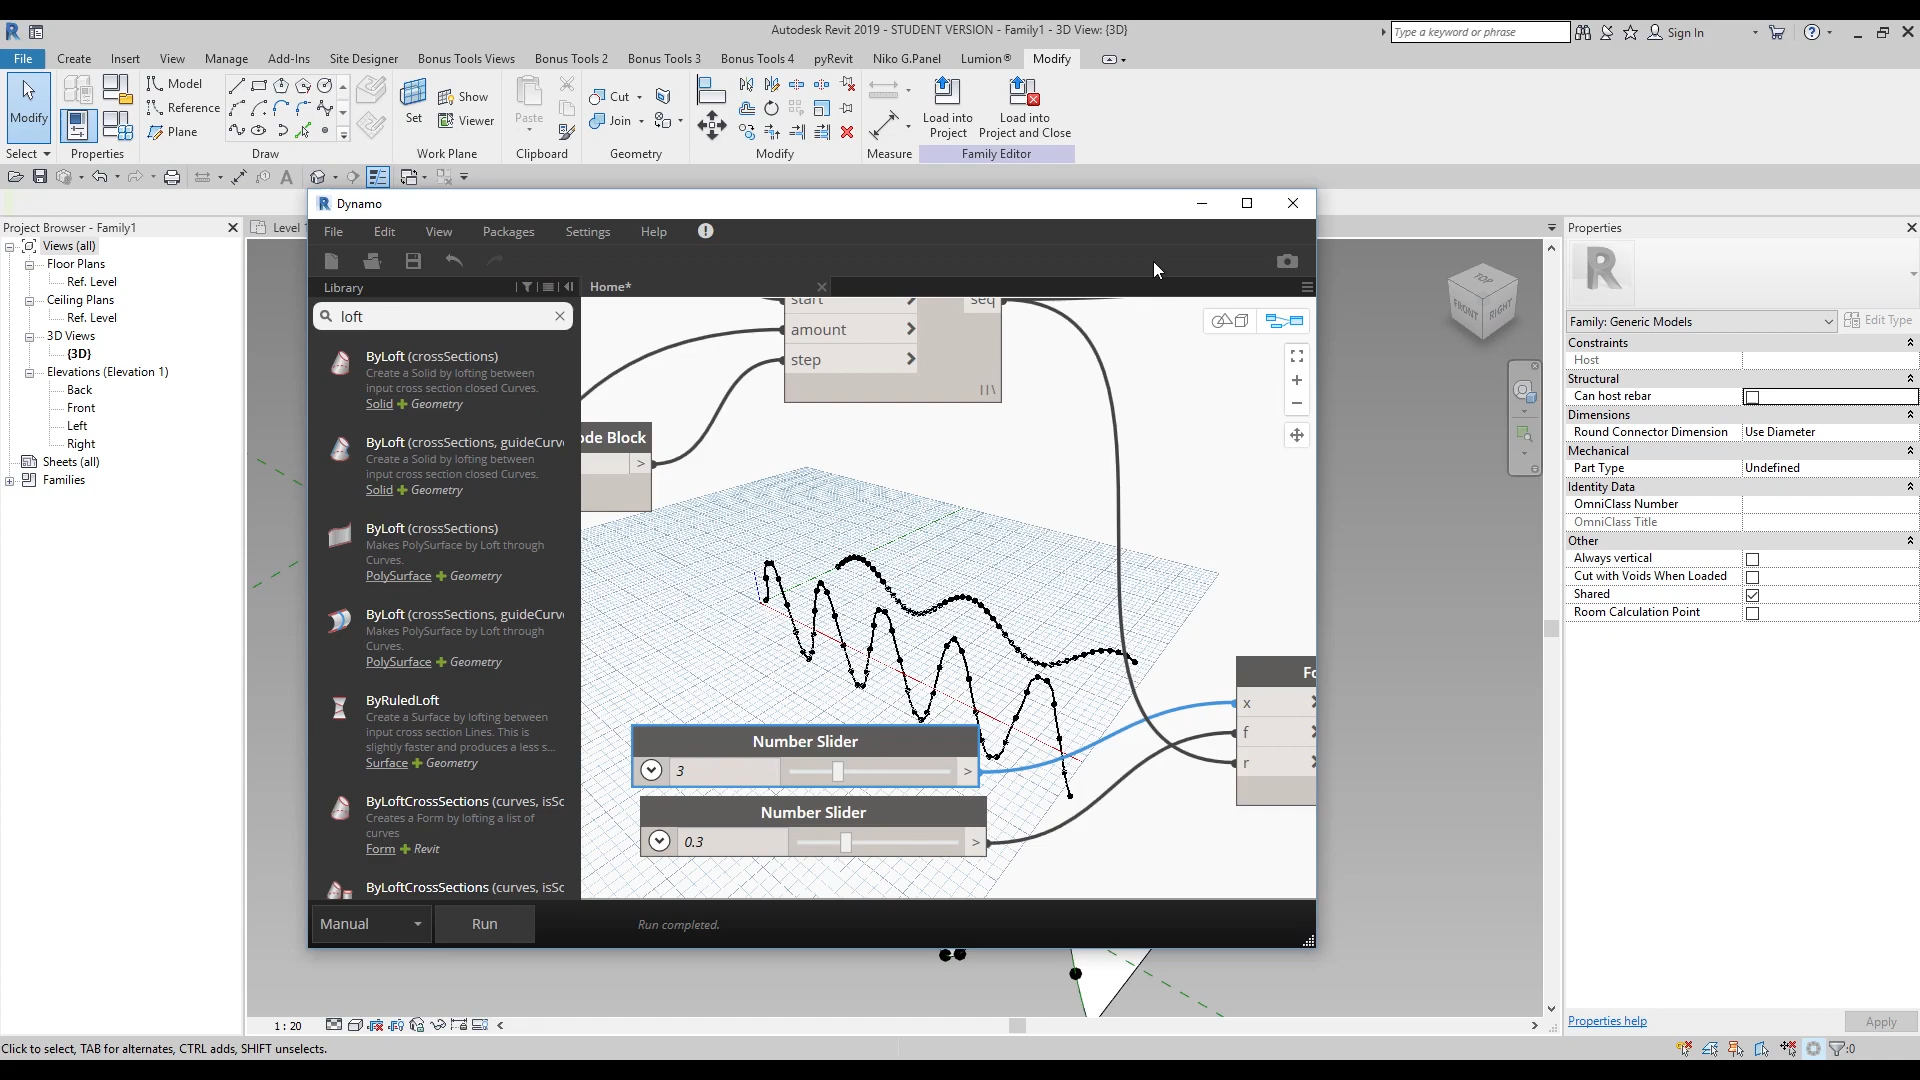 Autodesk Revit 2019 - STUDENT VERSION - Family1 - 3D View: {3D}
Type a keyword or phrase
Sign In
File Create Insert View Manage Add-Ins Site Designer Bonus Tools Views Bonus Tools 2 Bonus Tools 3 Bonus Tools 4 pyRevit Niko G.Panel Lumion® Modify
Modify
Model
Reference
Plane
Set
Show
Viewer
Paste
Cut
Join
Load into
Project
Load into
Project and Close
Select Properties Draw Work Plane Clipboard Geometry Modify Measure Family Editor
Project Browser - Family1
Views (all)
Floor Plans
Ref. Level
Ceiling Plans
Ref. Level
3D Views
{3D}
Elevations (Elevation 1)
Back
Front
Left
Right
Sheets (all)
Families
Level
Dynamo
File Edit View Packages Settings Help
Library
Home*
loft
ByLoft (crossSections)
Create a Solid by lofting between
input cross section closed Curves.
Solid + Geometry
ByLoft (crossSections, guideCurv
Create a Solid by lofting between
input cross section closed Curves.
Solid + Geometry
ByLoft (crossSections)
Makes PolySurface by Loft through
Curves.
PolySurface + Geometry
ByLoft (crossSections, guideCurv
Makes PolySurface by Loft through
Curves.
PolySurface + Geometry
ByRuledLoft
Create a Surface by lofting between
input cross section Lines. This is
slightly faster and produces a less s...
Surface + Geometry
ByLoftCrossSections (curves, isSc
Creates a Form by lofting a list of
curves
Form + Revit
ByLoftCrossSections (curves, isSc
start > seq
amount >
step >
ode Block
>
Number Slider
3 >
Number Slider
0.3 >
Fo
x
f
r
Manual Run Run completed.
TOP
FRONT
RIGHT
Properties
Family: Generic Models Edit Type
Constraints
Host
Structural
Can host rebar
Dimensions
Round Connector Dimension Use Diameter
Mechanical
Part Type Undefined
Identity Data
OmniClass Number
OmniClass Title
Other
Always vertical
Cut with Voids When Loaded
Shared
Room Calculation Point
Properties help Apply
1 : 20
Click to select, TAB for alternates, CTRL adds, SHIFT unselects.
:0